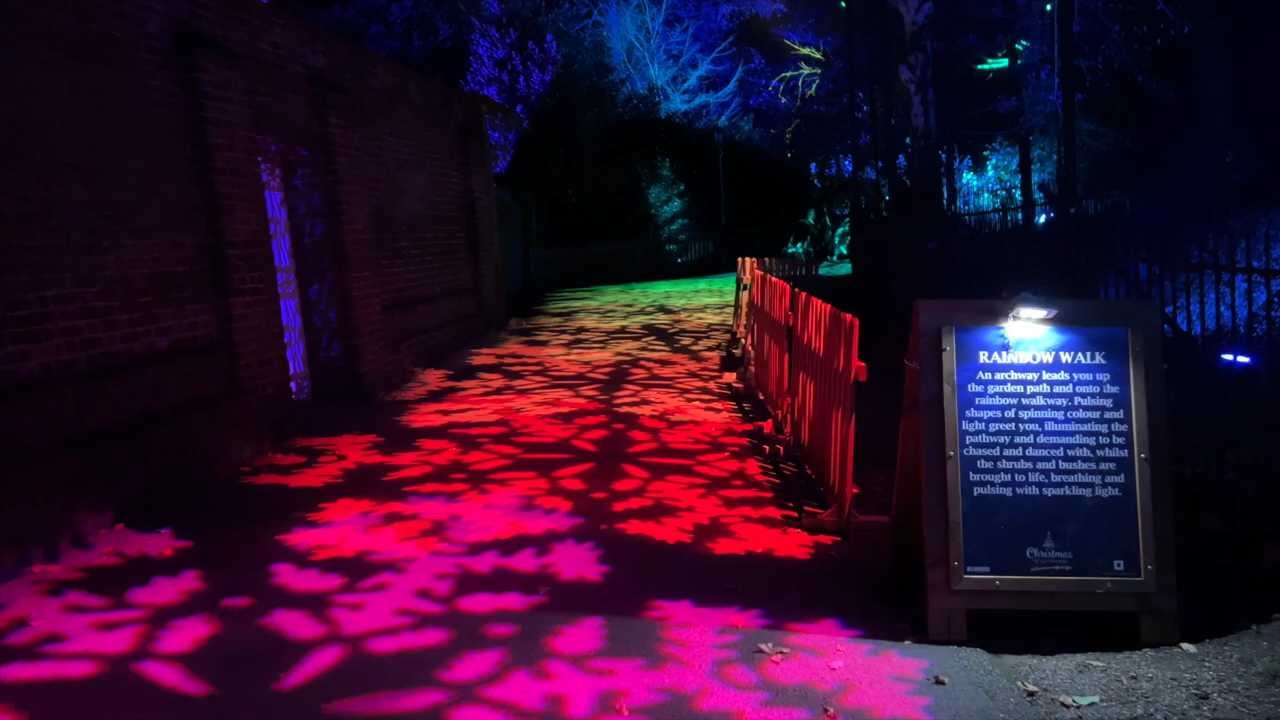 RAINBOW WALK
An archway leads you up
the garden path and onto the
rainbow walkway. Pulsing
shapes of spinning colour and
light greet you, illuminating the
pathway and demanding to be
chased and danced with, whilst
the shrubs and bushes are
brought to life, breathing and
pulsing with sparkling light.
Christmas